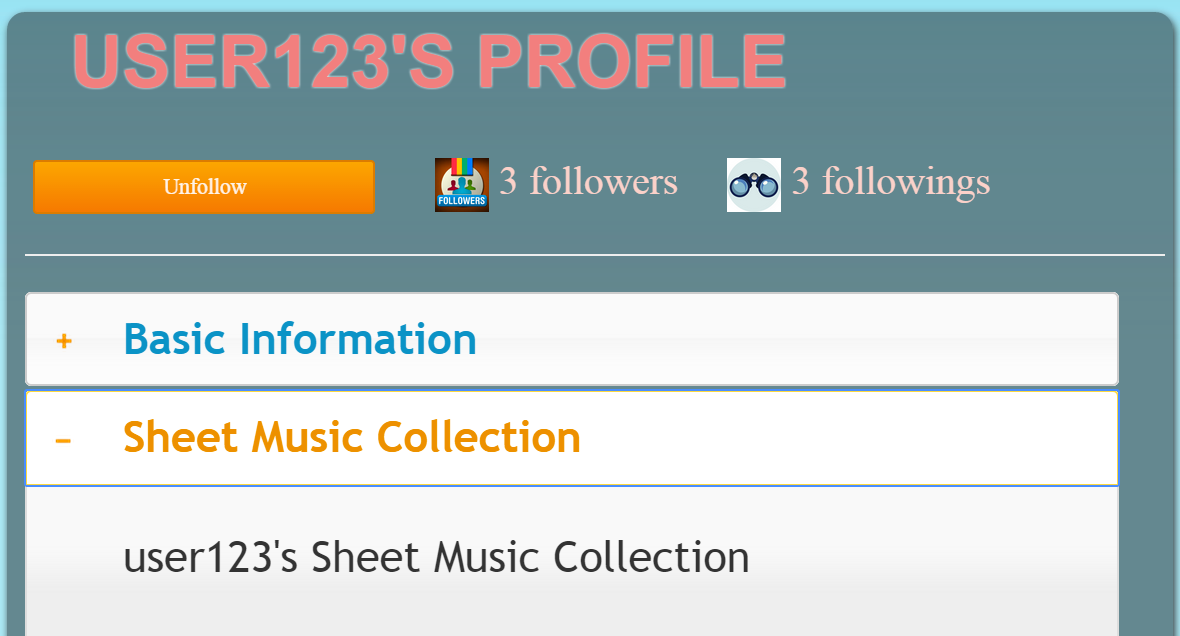 USER123'S PROFILE
Unfollow
FOLLOWERS
3 followers
3 followings
+ Basic Information
– Sheet Music Collection
user123's Sheet Music Collection